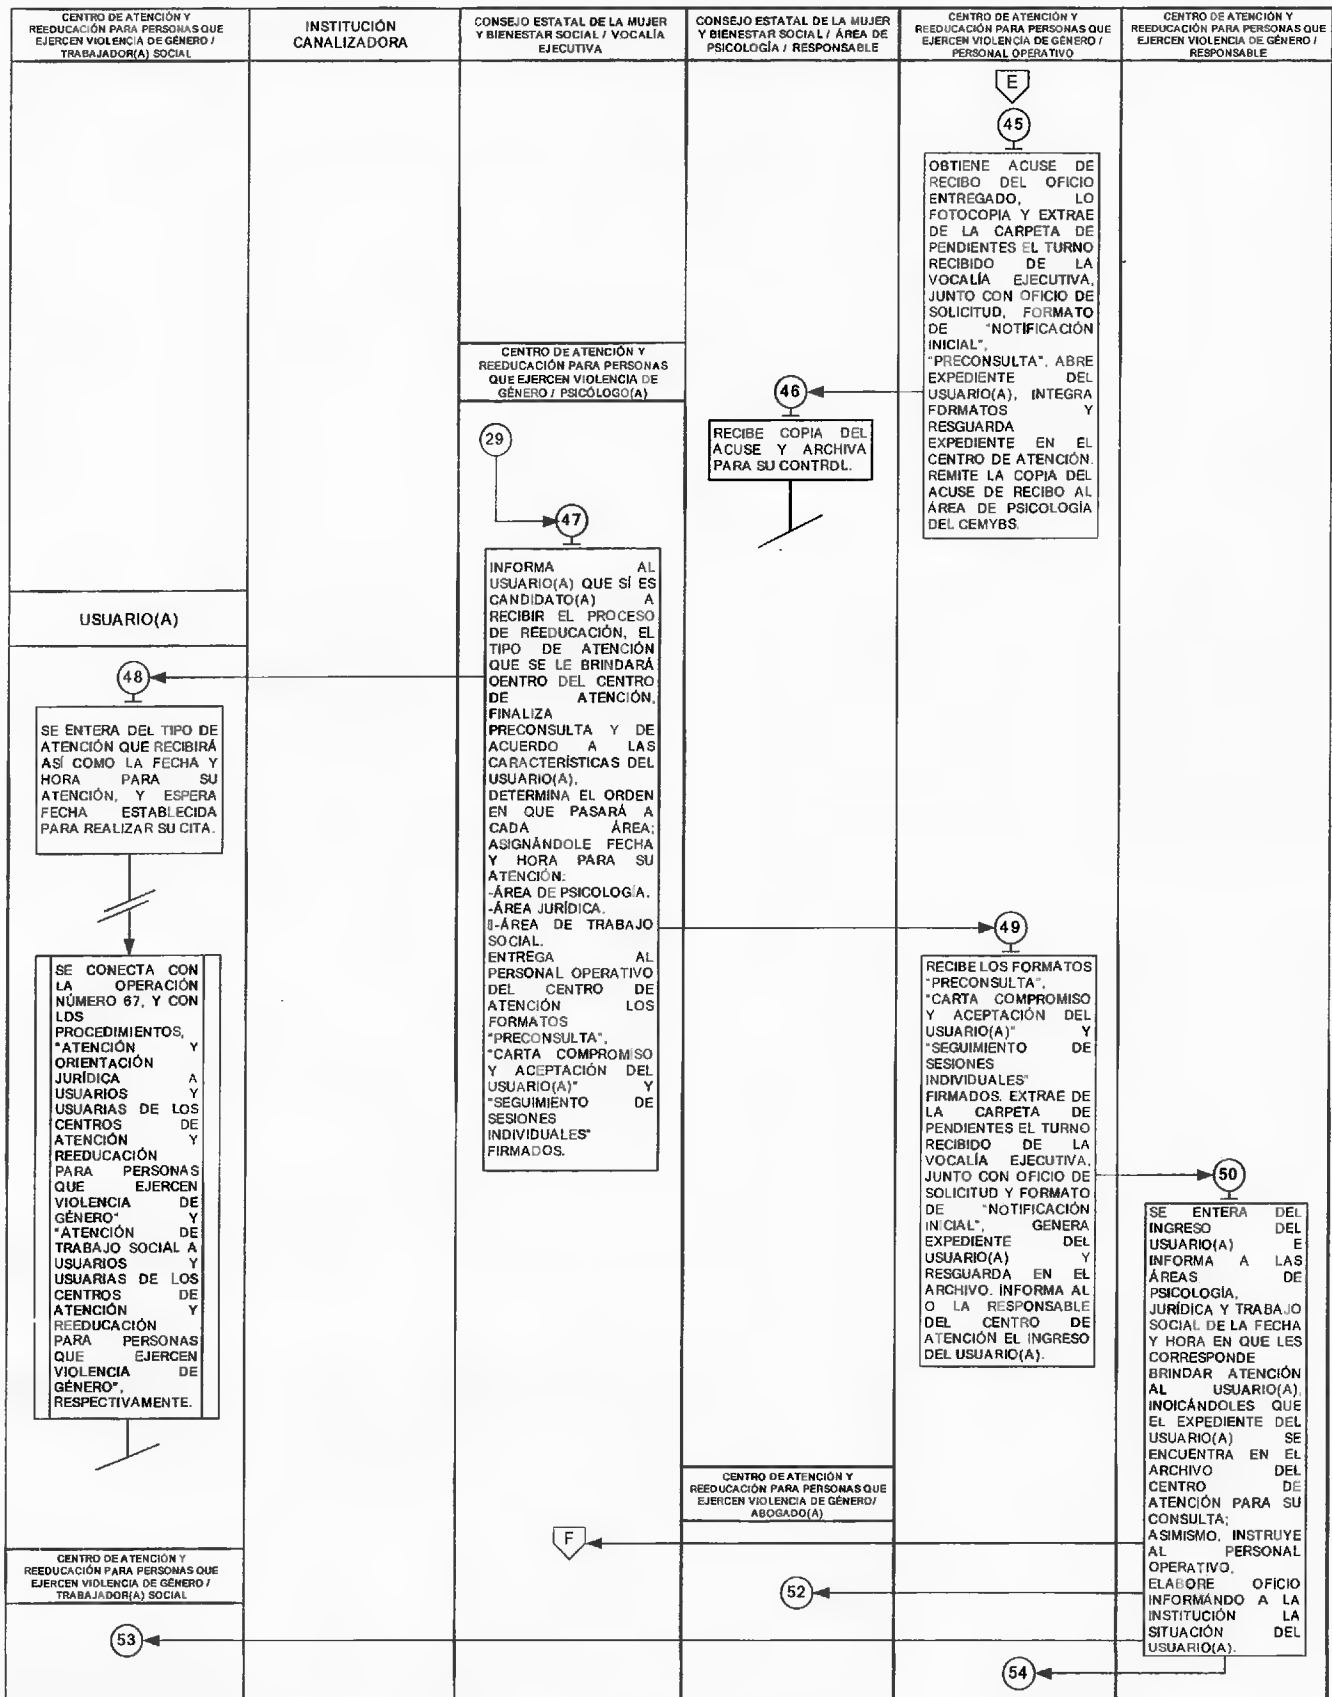 CENTRO DE ATENCIÓN Y
REEDUCACIÓN PARA PERSONAS QUE
EJERCEN VIOLENCIA DE GÉNERO /
TRABAJADOR(A) SOCIAL
INSTITUCIÓN
CANALIZADORA
CONSEJO ESTATAL DE LA MUJER
Y BIENESTAR SOCIAL / VOCALÍA
EJECUTIVA
CONSEJO ESTATAL DE LA MUJER
Y BIENESTAR SOCIAL / ÁREA DE
PSICOLOGÍA / RESPONSABLE
CENTRO DE ATENCIÓN Y
REEDUCACIÓN PARA PERSONAS QUE
EJERCEN VIOLENCIA DE GÉNERO /
PERSONAL OPERATIVO
CENTRO DE ATENCIÓN Y
REEDUCACIÓN PARA PERSONAS QUE
EJERCEN VIOLENCIA DE GÉNERO /
RESPONSABLE
E
45
OBTIENE ACUSE DE
RECIBO DEL OFICIO
ENTREGADO, LO
FOTOCOPIA Y EXTRAE
DE LA CARPETA DE
PENDIENTES EL TURNO
RECIBIDO DE LA
VOCALÍA EJECUTIVA,
JUNTO CON OFICIO DE
SOLICITUD, FORMATO
DE "NOTIFICACIÓN
INICIAL",
"PRECONSULTA", ABRE
EXPEDIENTE DEL
USUARIO(A), INTEGRA
FORMATOS Y
RESGUARDA
EXPEDIENTE EN EL
CENTRO DE ATENCIÓN.
REMITE LA COPIA DEL
ACUSE DE RECIBO AL
ÁREA DE PSICOLOGÍA
DEL CEMYBS.
46
RECIBE COPIA DEL
ACUSE Y ARCHIVA
PARA SU CONTROL.
CENTRO DE ATENCIÓN Y
REEDUCACIÓN PARA PERSONAS
QUE EJERCEN VIOLENCIA DE
GÉNERO / PSICÓLOGO(A)
29
47
INFORMA AL
USUARIO(A) QUE SÍ ES
CANDIDATO(A) A
RECIBIR EL PROCESO
DE REEDUCACIÓN, EL
TIPO DE ATENCIÓN
QUE SE LE BRINDARÁ
DENTRO DEL CENTRO
DE ATENCIÓN,
FINALIZA
PRECONSULTA Y DE
ACUERDO A LAS
CARACTERÍSTICAS DEL
USUARIO(A),
DETERMINA EL ORDEN
EN QUE PASARÁ A
CADA ÁREA;
ASIGNÁNDOLE FECHA
Y HORA PARA SU
ATENCIÓN:
-ÁREA DE PSICOLOGÍA.
-ÁREA JURÍDICA.
-ÁREA DE TRABAJO
SOCIAL.
ENTREGA AL
PERSONAL OPERATIVO
DEL CENTRO DE
ATENCIÓN LOS
FORMATOS
"PRECONSULTA",
"CARTA COMPROMISO
Y ACEPTACIÓN DEL
USUARIO(A)" Y
"SEGUIMIENTO DE
SESIONES
INDIVIDUALES"
FIRMADOS.
USUARIO(A)
48
SE ENTERA DEL TIPO DE
ATENCIÓN QUE RECIBIRÁ
ASÍ COMO LA FECHA Y
HORA PARA SU
ATENCIÓN, Y ESPERA
FECHA ESTABLECIDA
PARA REALIZAR SU CITA.
SE CONECTA CON
LA OPERACIÓN
NÚMERO 67, Y CON
LOS
PROCEDIMIENTOS,
"ATENCIÓN Y
ORIENTACIÓN
JURÍDICA A
USUARIOS Y
USUARIAS DE LOS
CENTROS DE
ATENCIÓN Y
REEDUCACIÓN
PARA PERSONAS
QUE EJERCEN
VIOLENCIA DE
GÉNERO" Y
"ATENCIÓN DE
TRABAJO SOCIAL A
USUARIOS Y
USUARIAS DE LOS
CENTROS DE
ATENCIÓN Y
REEDUCACIÓN
PARA PERSONAS
QUE EJERCEN
VIOLENCIA DE
GÉNERO",
RESPECTIVAMENTE.
49
RECIBE LOS FORMATOS
"PRECONSULTA",
"CARTA COMPROMISO
Y ACEPTACIÓN DEL
USUARIO(A)" Y
"SEGUIMIENTO DE
SESIONES
INDIVIDUALES"
FIRMADOS. EXTRAE DE
LA CARPETA DE
PENDIENTES EL TURNO
RECIBIDO DE LA
VOCALÍA EJECUTIVA,
JUNTO CON OFICIO DE
SOLICITUD Y FORMATO
DE "NOTIFICACIÓN
INICIAL", GENERA
EXPEDIENTE DEL
USUARIO(A) Y
RESGUARDA EN EL
ARCHIVO. INFORMA AL
O LA RESPONSABLE
DEL CENTRO DE
ATENCIÓN EL INGRESO
DEL USUARIO(A).
50
SE ENTERA DEL
INGRESO DEL
USUARIO(A) E
INFORMA A LAS
ÁREAS DE
PSICOLOGÍA,
JURÍDICA Y TRABAJO
SOCIAL DE LA FECHA
Y HORA EN QUE LES
CORRESPONDE
BRINDAR ATENCIÓN
AL USUARIO(A),
INDICÁNDOLES QUE
EL EXPEDIENTE DEL
USUARIO(A) SE
ENCUENTRA EN EL
ARCHIVO DEL
CENTRO DE
ATENCIÓN PARA SU
CONSULTA;
ASIMISMO, INSTRUYE
AL PERSONAL
OPERATIVO,
ELABORE OFICIO
INFORMANDO A LA
INSTITUCIÓN LA
SITUACIÓN DEL
USUARIO(A).
CENTRO DE ATENCIÓN Y
REEDUCACIÓN PARA PERSONAS QUE
EJERCEN VIOLENCIA DE GÉNERO/
ABOGADO(A)
F
52
CENTRO DE ATENCIÓN Y
REEDUCACIÓN PARA PERSONAS QUE
EJERCEN VIOLENCIA DE GÉNERO /
TRABAJADOR(A) SOCIAL
53
54